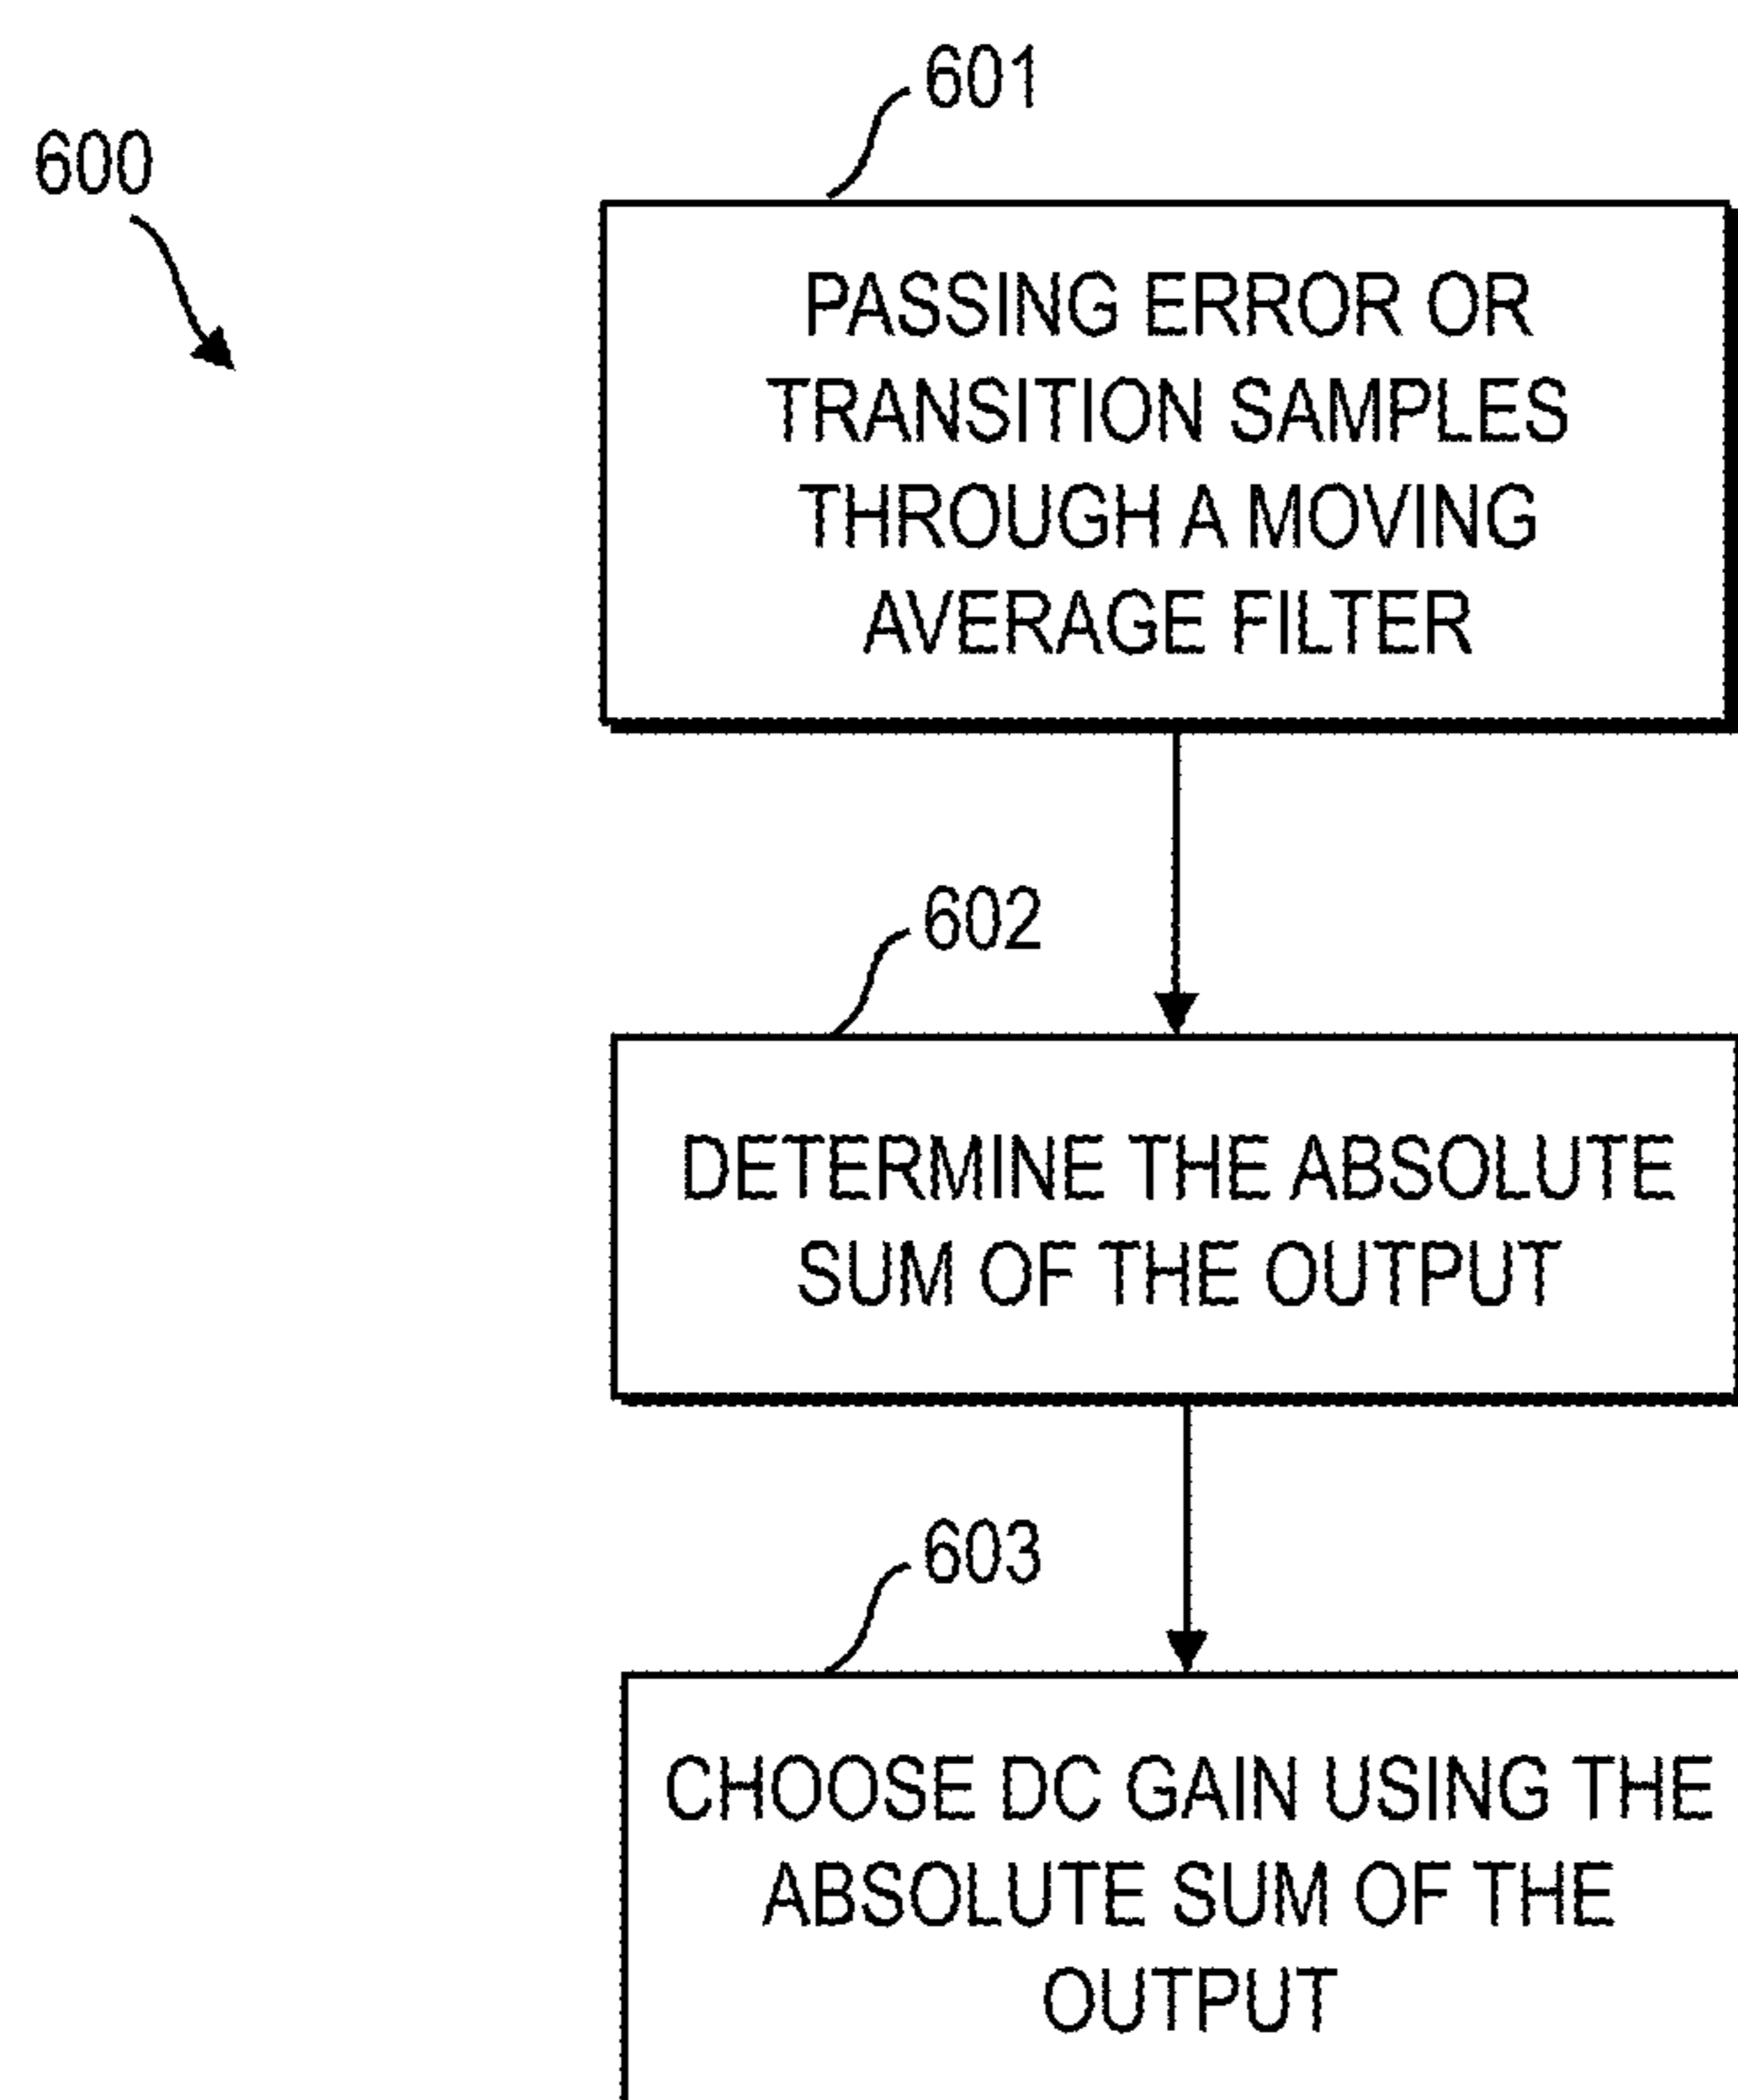 601
600
PASSING ERROR OR
TRANSITION SAMPLES
THROUGH A MOVING
AVERAGE FILTER
602
DETERMINE THE ABSOLUTE
SUM OF THE OUTPUT
603
CHOOSE DC GAIN USING THE
ABSOLUTE SUM OF THE
OUTPUT